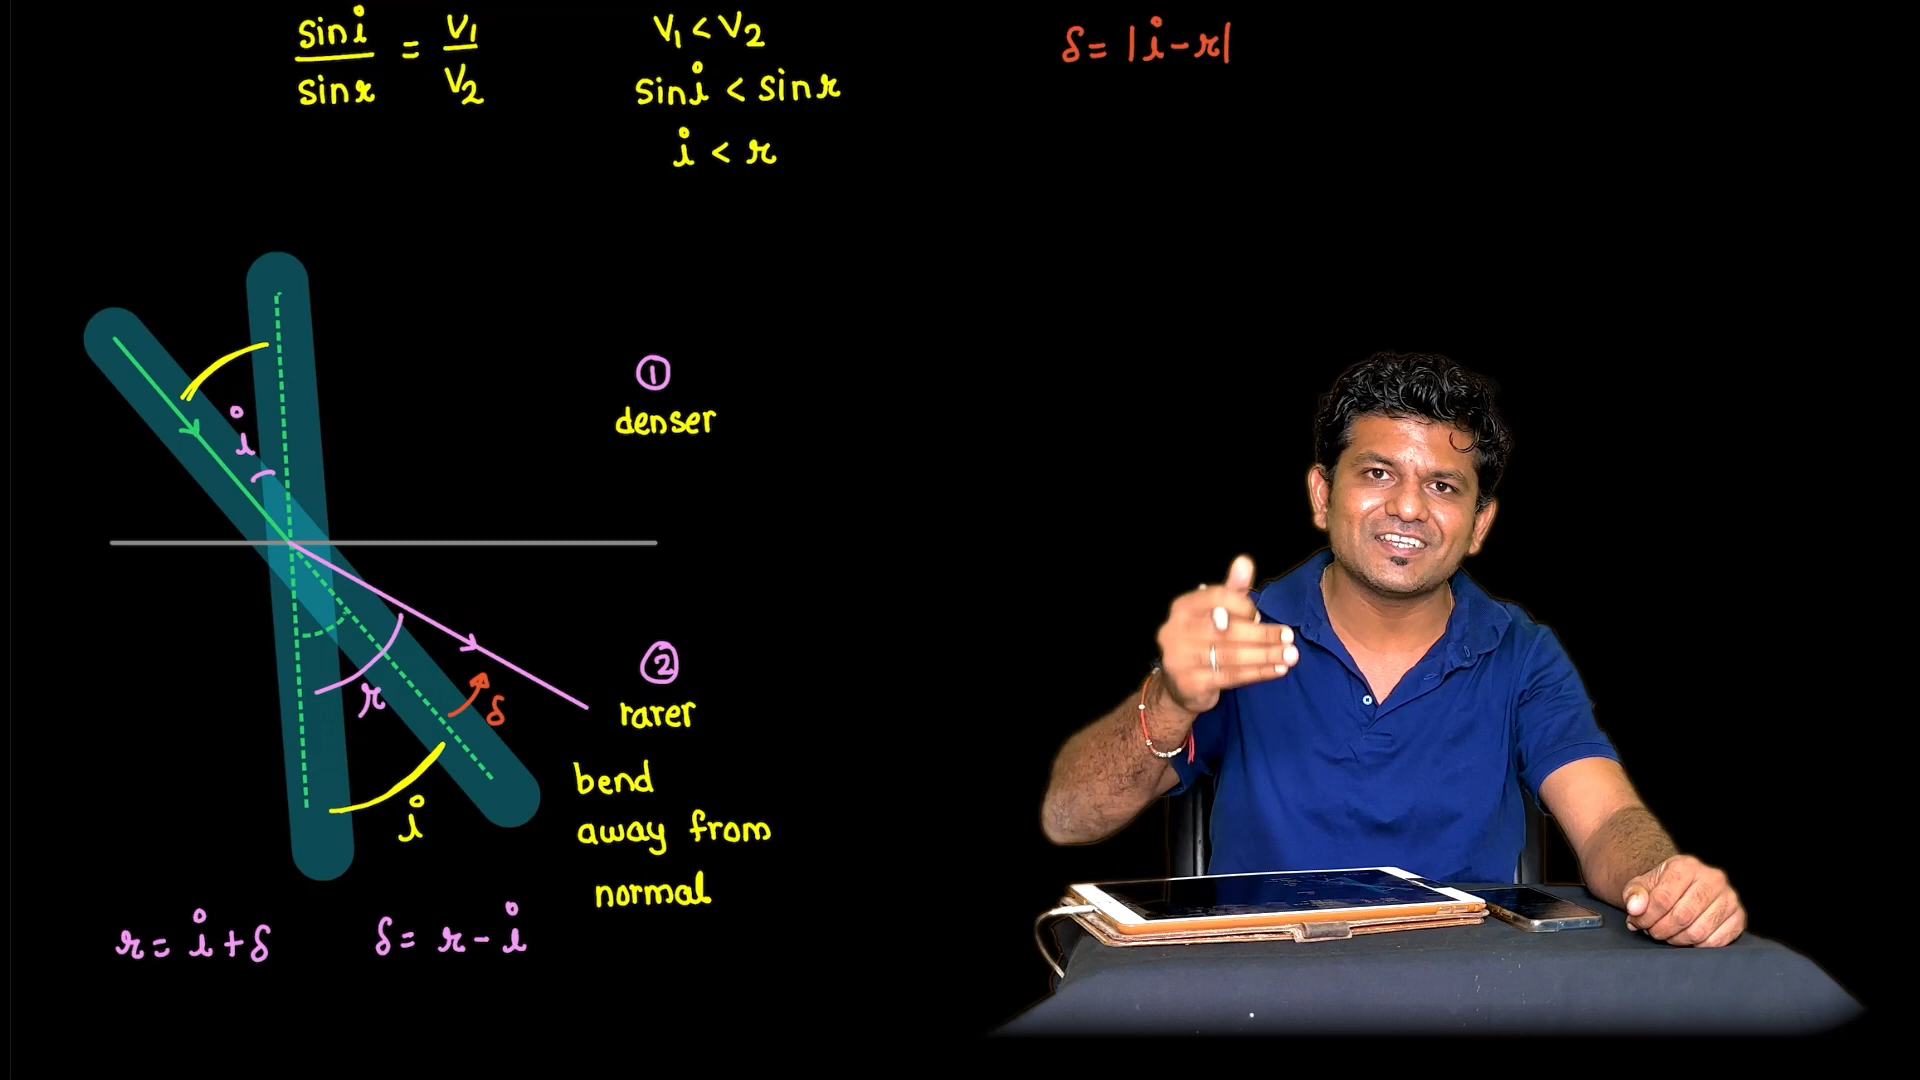 sin i / sin r = V1 / V2
V1 < V2
sin i < sin r
i < r
δ = |i - r|
i
①
denser
②
rarer
r
δ
i
bend
away from
normal
r = i + δ
δ = r - i